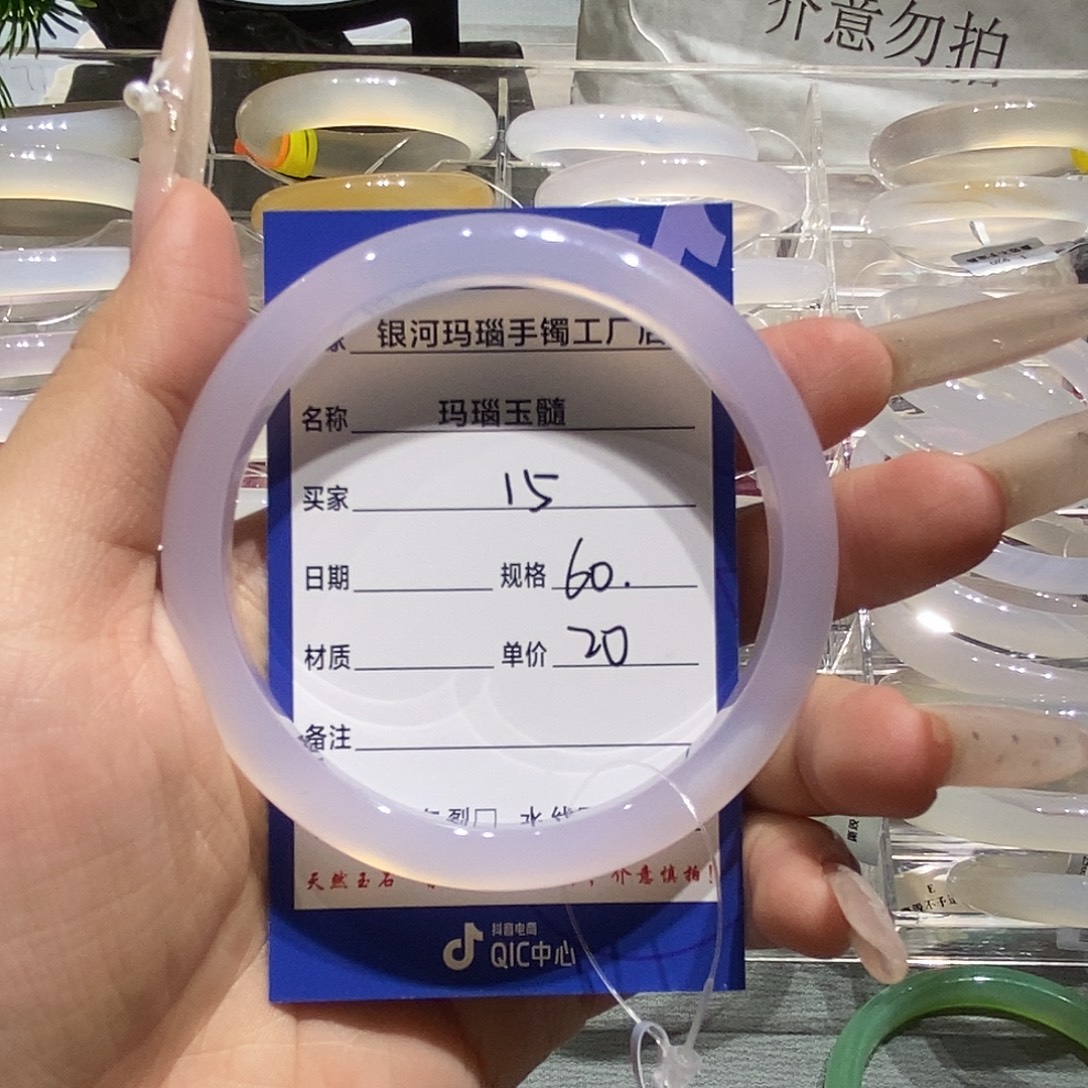 介意勿拍
银河玛瑙手镯工厂店
名称 玛瑙玉髓
买家 15
日期 规格 60.
材质 单价 20
备注
天然玉石 介意慎拍!
抖音电商
QIC中心